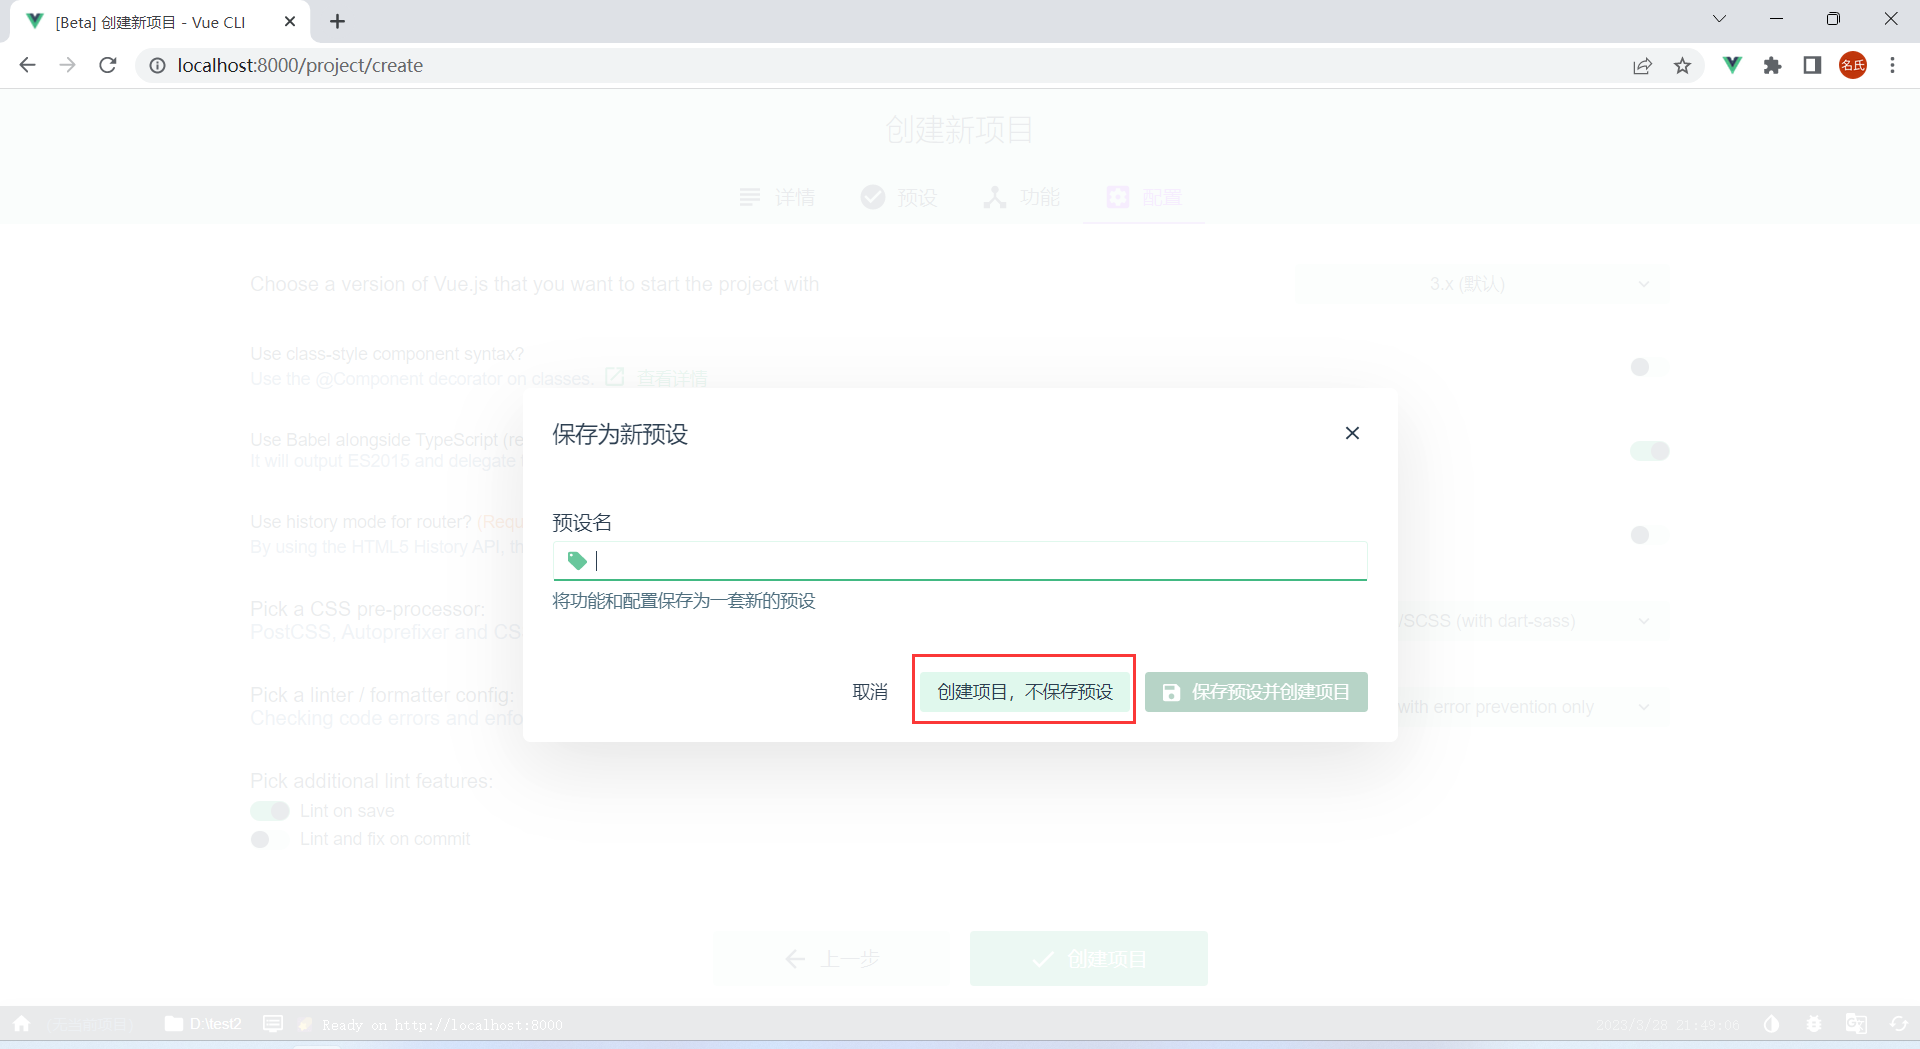 [Beta] 创建新项目 - Vue CLI
localhost:8000/project/create
名氏
创建新项目
详情
预设
功能
配置
Choose a version of Vue.js that you want to start the project with
3.x (默认)
Use class-style component syntax?
Use the @Component decorator on classes.
查看详情
保存为新预设
Use Babel alongside TypeScript (re
It will output ES2015 and delegate
预设名
Use history mode for router? (Requ
By using the HTML5 History API, th
将功能和配置保存为一套新的预设
Pick a CSS pre-processor:
PostCSS, Autoprefixer and CS
/SCSS (with dart-sass)
取消
创建项目，不保存预设
保存预设并创建项目
Pick a linter / formatter config:
Checking code errors and enfo
with error prevention only
Pick additional lint features:
Lint on save
Lint and fix on commit
上一步
创建项目
D:\test2
Ready on http://localhost:8000
2023/3/28 21:49:06